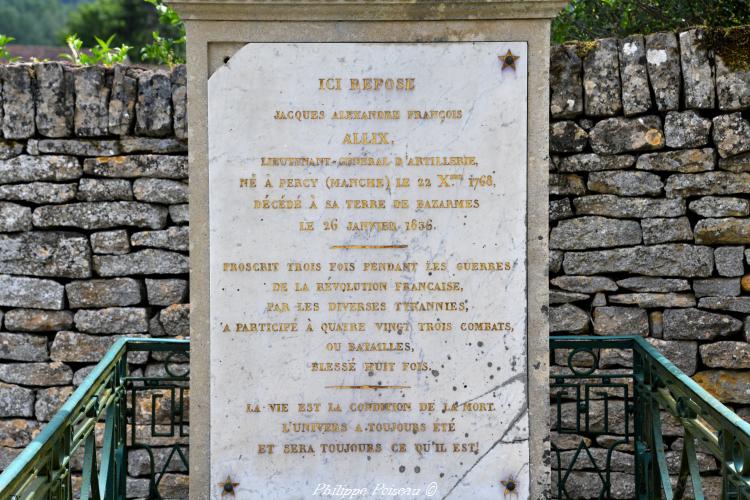 ICI REPOSE
JACQUES ALEXANDRE FRANÇOIS
ALLIX,
LIEUTENANT-GÉNÉRAL D'ARTILLERIE,
NÉ À PERCY (MANCHE) LE 22 Xᵇʳᵉ 1768,
DÉCÉDÉ À SA TERRE DE BAZARMES
LE 26 JANVIER 1836.
PROSCRIT TROIS FOIS PENDANT LES GUERRES
DE LA RÉVOLUTION FRANÇAISE,
PAR LES DIVERSES TYRANNIES,
A PARTICIPÉ À QUATRE VINGT TROIS COMBATS,
OU BATAILLES,
BLESSÉ HUIT FOIS.
LA VIE EST LA CONDITION DE LA MORT.
L'UNIVERS A TOUJOURS ÉTÉ
ET SERA TOUJOURS CE QU'IL EST!
Philippe Poiseau ©